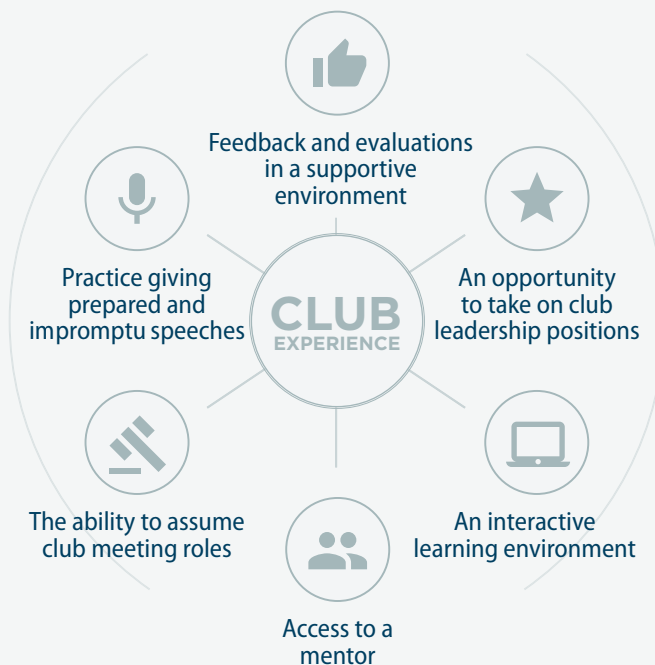 Feedback and evaluations
in a supportive
environment
Practice giving
prepared and
impromptu speeches
CLUB
EXPERIENCE
An opportunity
to take on club
leadership positions
The ability to assume
club meeting roles
An interactive
learning environment
Access to a
mentor